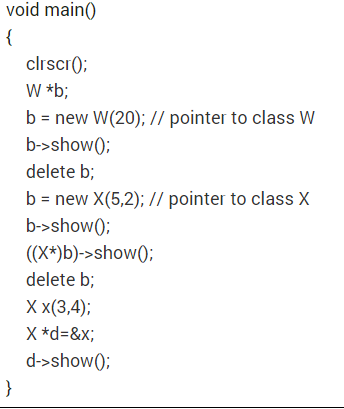 void main()
{
clrscr();
W *b;
b = new W(20); // pointer to class W
b->show();
delete b;
b = new X(5,2); // pointer to class X
b->show();
((X*)b)->show();
delete b;
X x(3,4);
X *d=&x;
d->show();
}